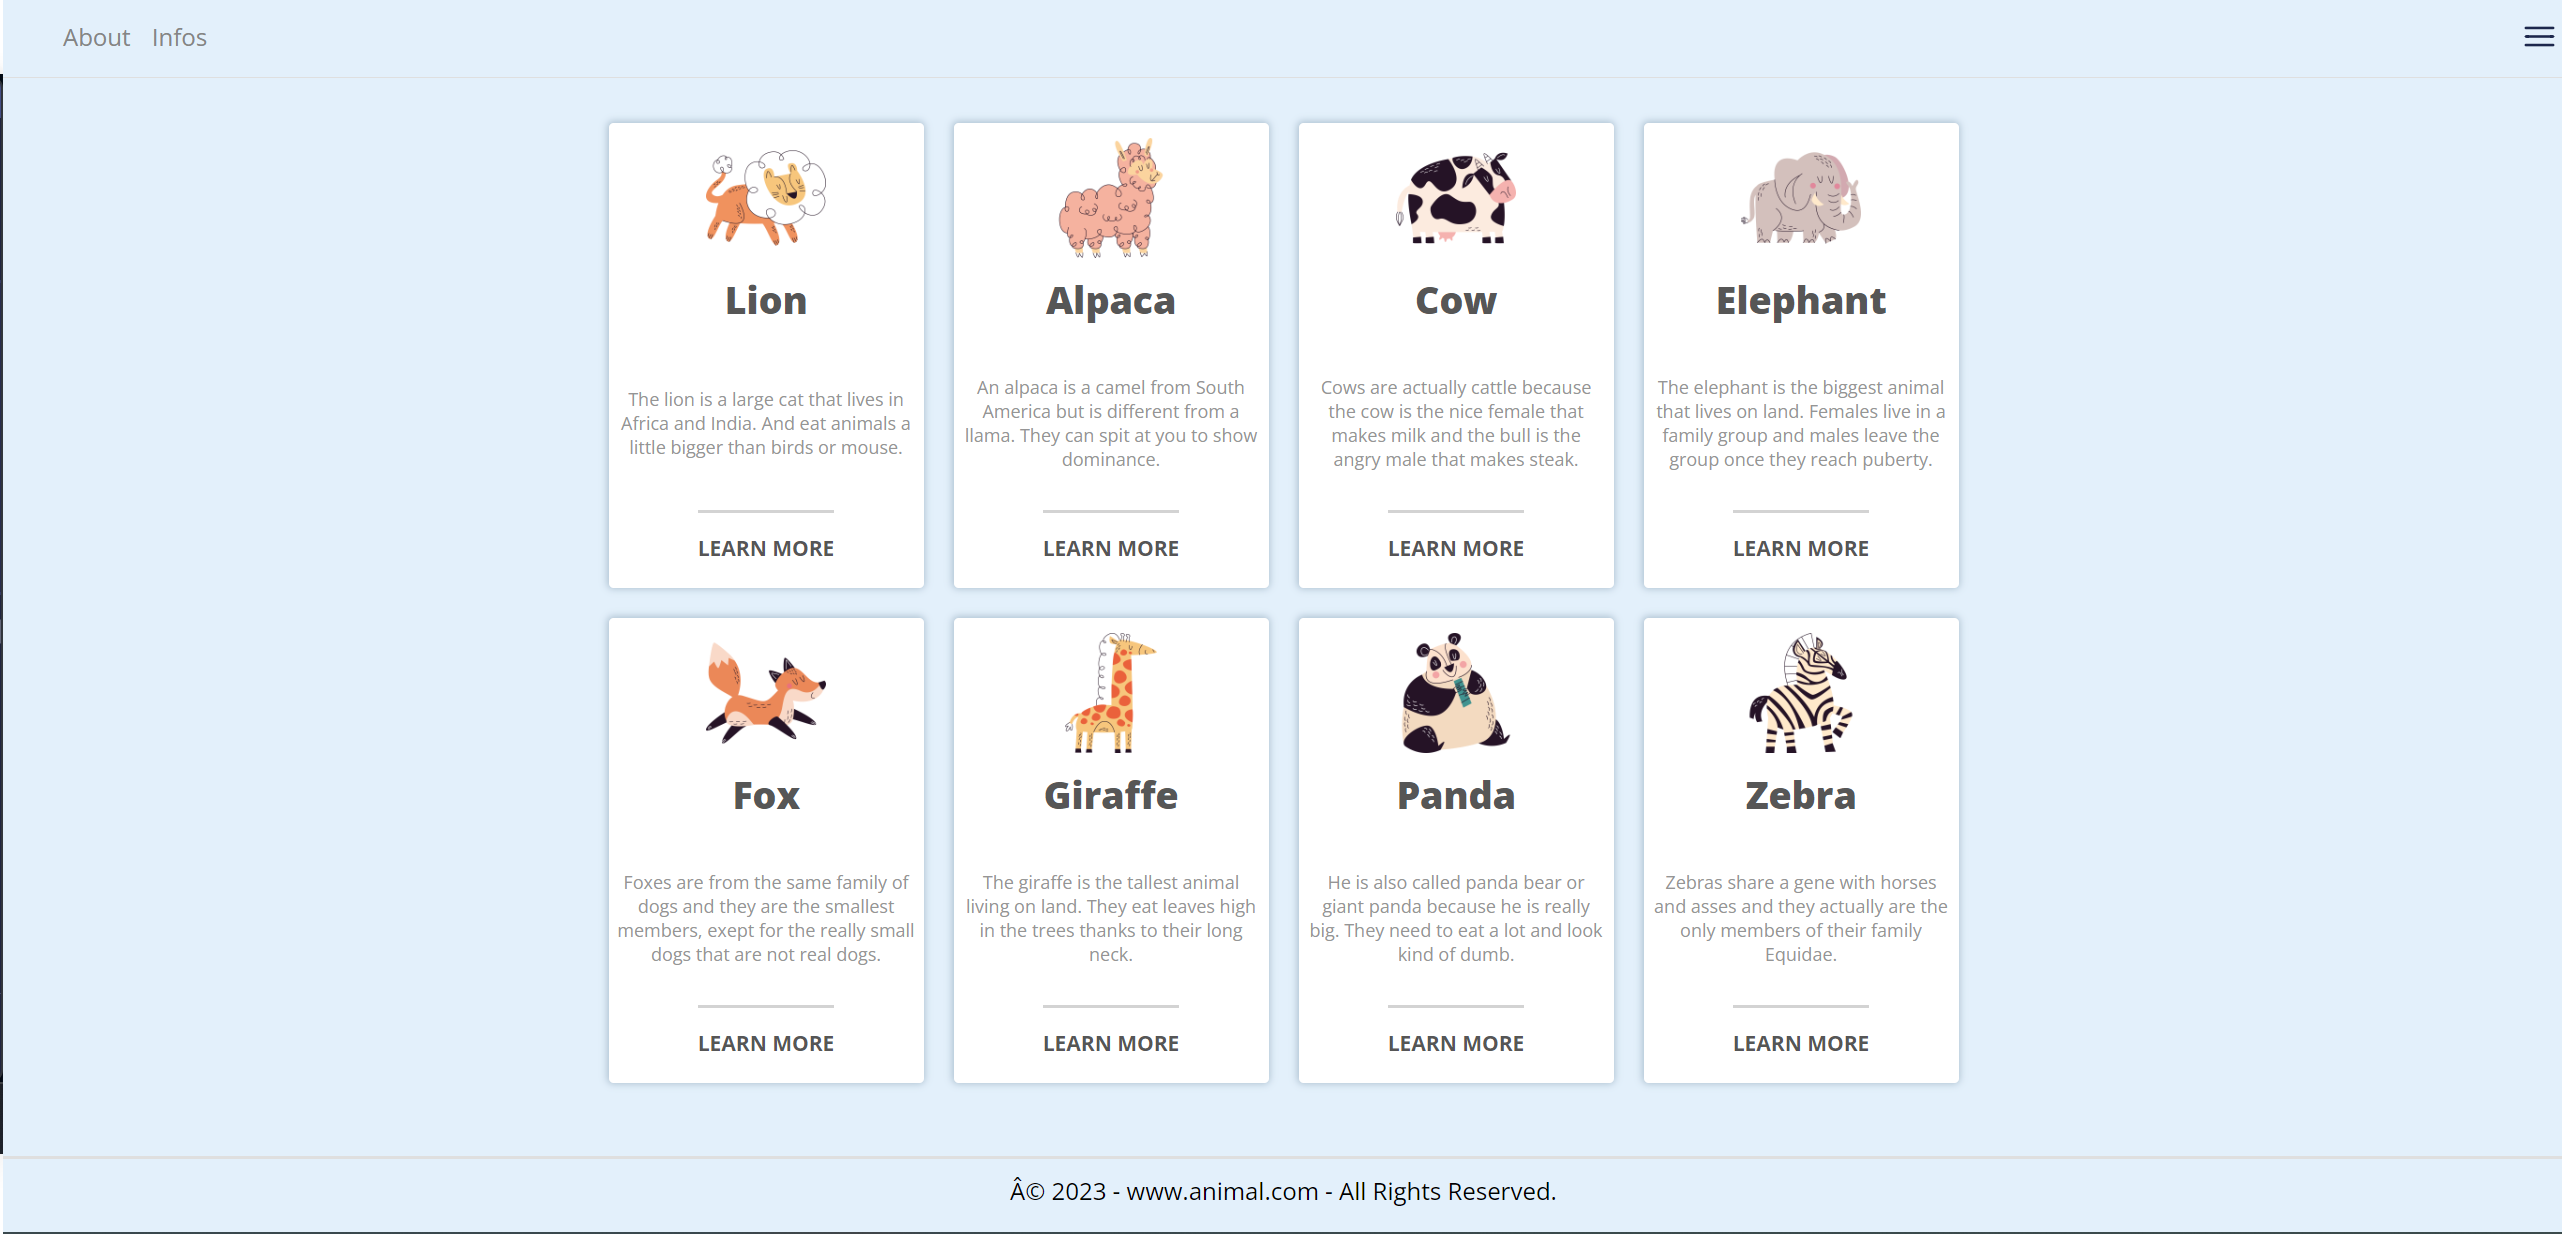 About Infos
Lion
The lion is a large cat that lives in
Africa and India. And eat animals a
little bigger than birds or mouse.
LEARN MORE
Alpaca
An alpaca is a camel from South
America but is different from a
llama. They can spit at you to show
dominance.
LEARN MORE
Cow
Cows are actually cattle because
the cow is the nice female that
makes milk and the bull is the
angry male that makes steak.
LEARN MORE
Elephant
The elephant is the biggest animal
that lives on land. Females live in a
family group and males leave the
group once they reach puberty.
LEARN MORE
Fox
Foxes are from the same family of
dogs and they are the smallest
members, exept for the really small
dogs that are not real dogs.
LEARN MORE
Giraffe
The giraffe is the tallest animal
living on land. They eat leaves high
in the trees thanks to their long
neck.
LEARN MORE
Panda
He is also called panda bear or
giant panda because he is really
big. They need to eat a lot and look
kind of dumb.
LEARN MORE
Zebra
Zebras share a gene with horses
and asses and they actually are the
only members of their family
Equidae.
LEARN MORE
Â© 2023 - www.animal.com - All Rights Reserved.